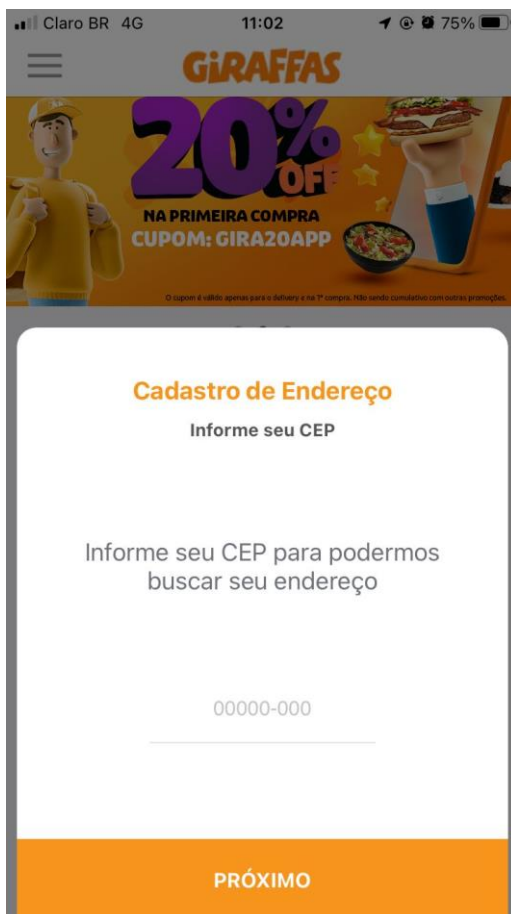 Claro BR 4G 11:02 75%
GiRAFFAS
20%
OFF
NA PRIMEIRA COMPRA
CUPOM: GIRA20APP
O cupom é válido apenas para o delivery e na 1ª compra. Não sendo cumulativo com outras promoções.
Cadastro de Endereço
Informe seu CEP
Informe seu CEP para podermos
buscar seu endereço
00000-000
PRÓXIMO